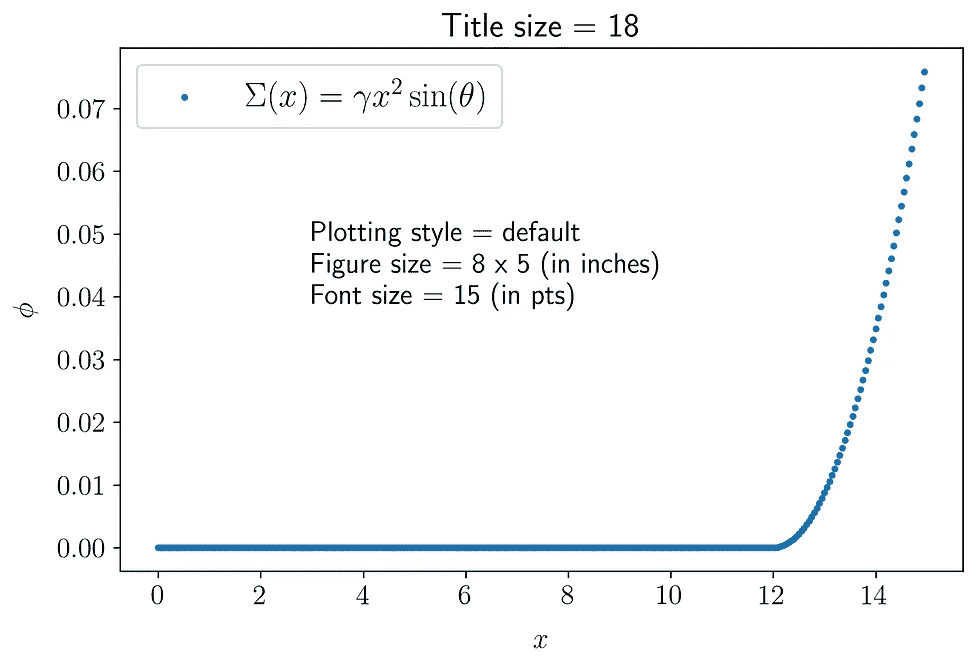 Title size = 18
Σ(x) = γx² sin(θ)
0.07
0.06
0.05
0.04
0.03
0.02
0.01
0.00
ϕ
Plotting style = default
Figure size = 8 x 5 (in inches)
Font size = 15 (in pts)
0 2 4 6 8 10 12 14
x